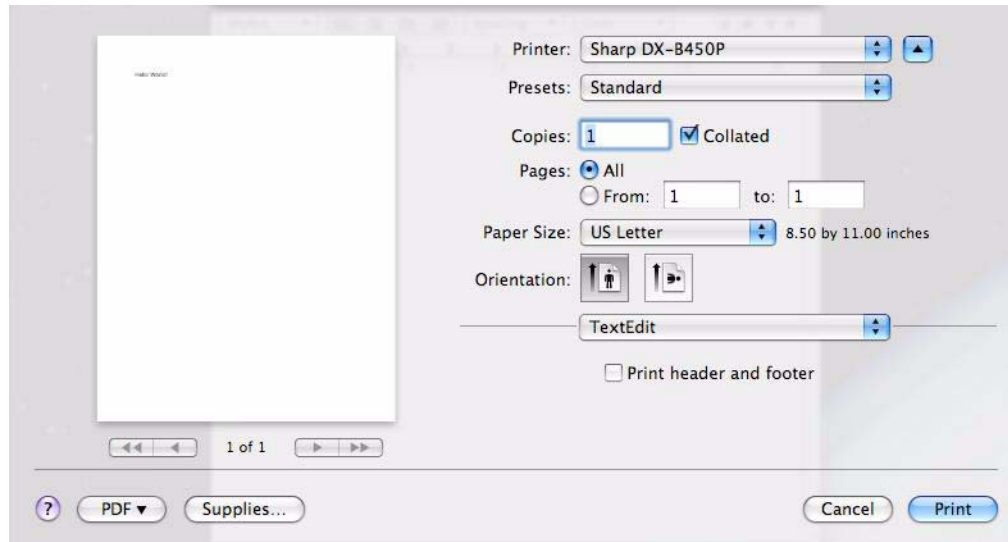 Hello World!
Printer: Sharp DX-B450P
Presets: Standard
Copies: 1 Collated
Pages: All
From: 1 to: 1
Paper Size: US Letter 8.50 by 11.00 inches
Orientation:
TextEdit
Print header and footer
1 of 1
? PDF Supplies... Cancel Print